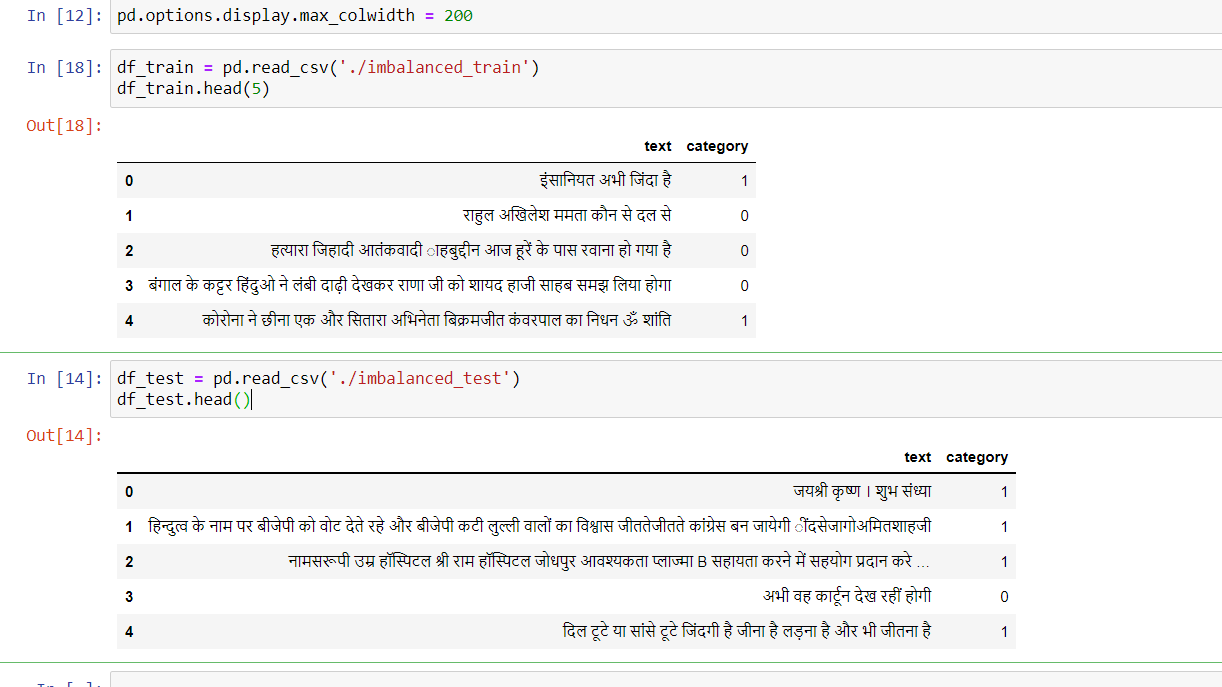 In [12]: pd.options.display.max_colwidth = 200
In [18]: df_train = pd.read_csv('./imbalanced_train')
df_train.head(5)
Out[18]:
text category
0 इंसानियत अभी जिंदा है 1
1 राहुल अखिलेश ममता कौन से दल से 0
2 हत्यारा जिहादी आतंकवादी ाहबुद्दीन आज हूरें के पास रवाना हो गया है 0
3 बंगाल के कट्टर हिंदुओ ने लंबी दाढ़ी देखकर राणा जी को शायद हाजी साहब समझ लिया होगा 0
4 कोरोना ने छीना एक और सितारा अभिनेता बिक्रमजीत कंवरपाल का निधन ॐ शांति 1
In [14]: df_test = pd.read_csv('./imbalanced_test')
df_test.head()
Out[14]:
text category
0 जयश्री कृष्ण । शुभ संध्या 1
1 हिन्दुत्व के नाम पर बीजेपी को वोट देते रहे और बीजेपी कटी लुल्ली वालों का विश्वास जीततेजीतते कांग्रेस बन जायेगी ींदसेजागोअमितशाहजी 1
2 नामसरूपी उम्र हॉस्पिटल श्री राम हॉस्पिटल जोधपुर आवश्यकता प्लाज्मा B सहायता करने में सहयोग प्रदान करे ... 1
3 अभी वह कार्टून देख रहीं होगी 0
4 दिल टूटे या सांसे टूटे जिंदगी है जीना है लड़ना है और भी जीतना है 1